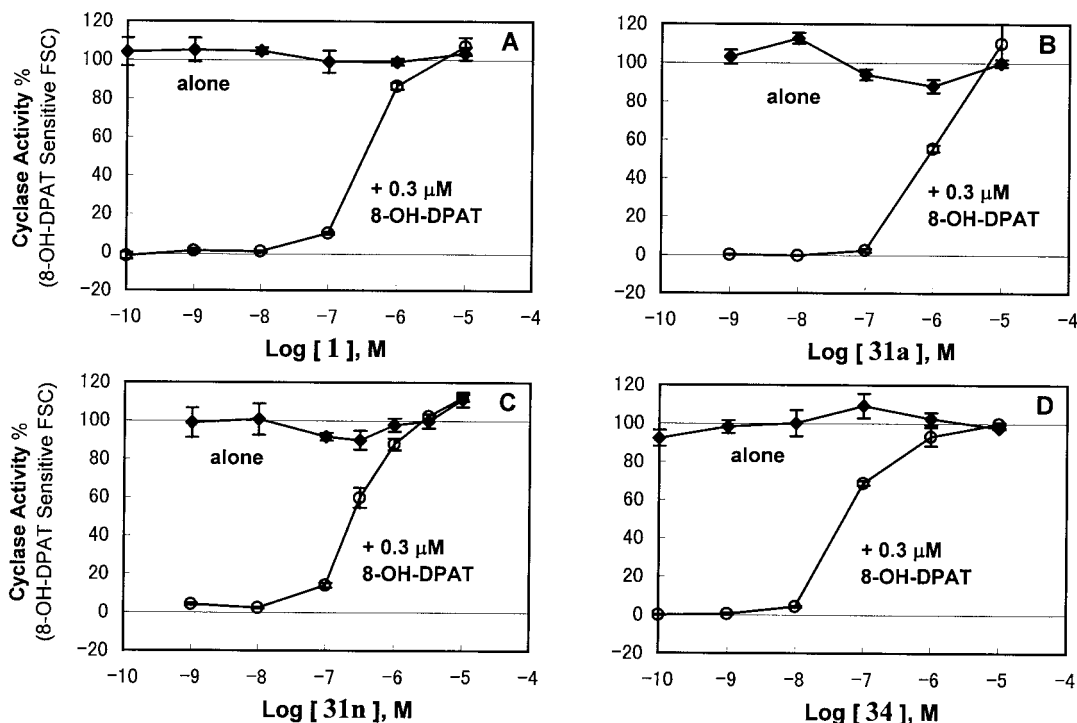 Cyclase Activity %
(8-OH-DPAT Sensitive FSC)
120
100
80
60
40
20
0
-20
A
alone
+ 0.3 μM
8-OH-DPAT
-10 -9 -8 -7 -6 -5 -4
Log [ 1 ], M
120
100
80
60
40
20
0
-20
B
alone
+ 0.3 μM
8-OH-DPAT
-10 -9 -8 -7 -6 -5 -4
Log [ 31a ], M
Cyclase Activity %
(8-OH-DPAT Sensitive FSC)
120
100
80
60
40
20
0
-20
C
alone
+ 0.3 μM
8-OH-DPAT
-10 -9 -8 -7 -6 -5 -4
Log [ 31n ], M
120
100
80
60
40
20
0
-20
D
alone
+ 0.3 μM
8-OH-DPAT
-10 -9 -8 -7 -6 -5 -4
Log [ 34 ], M